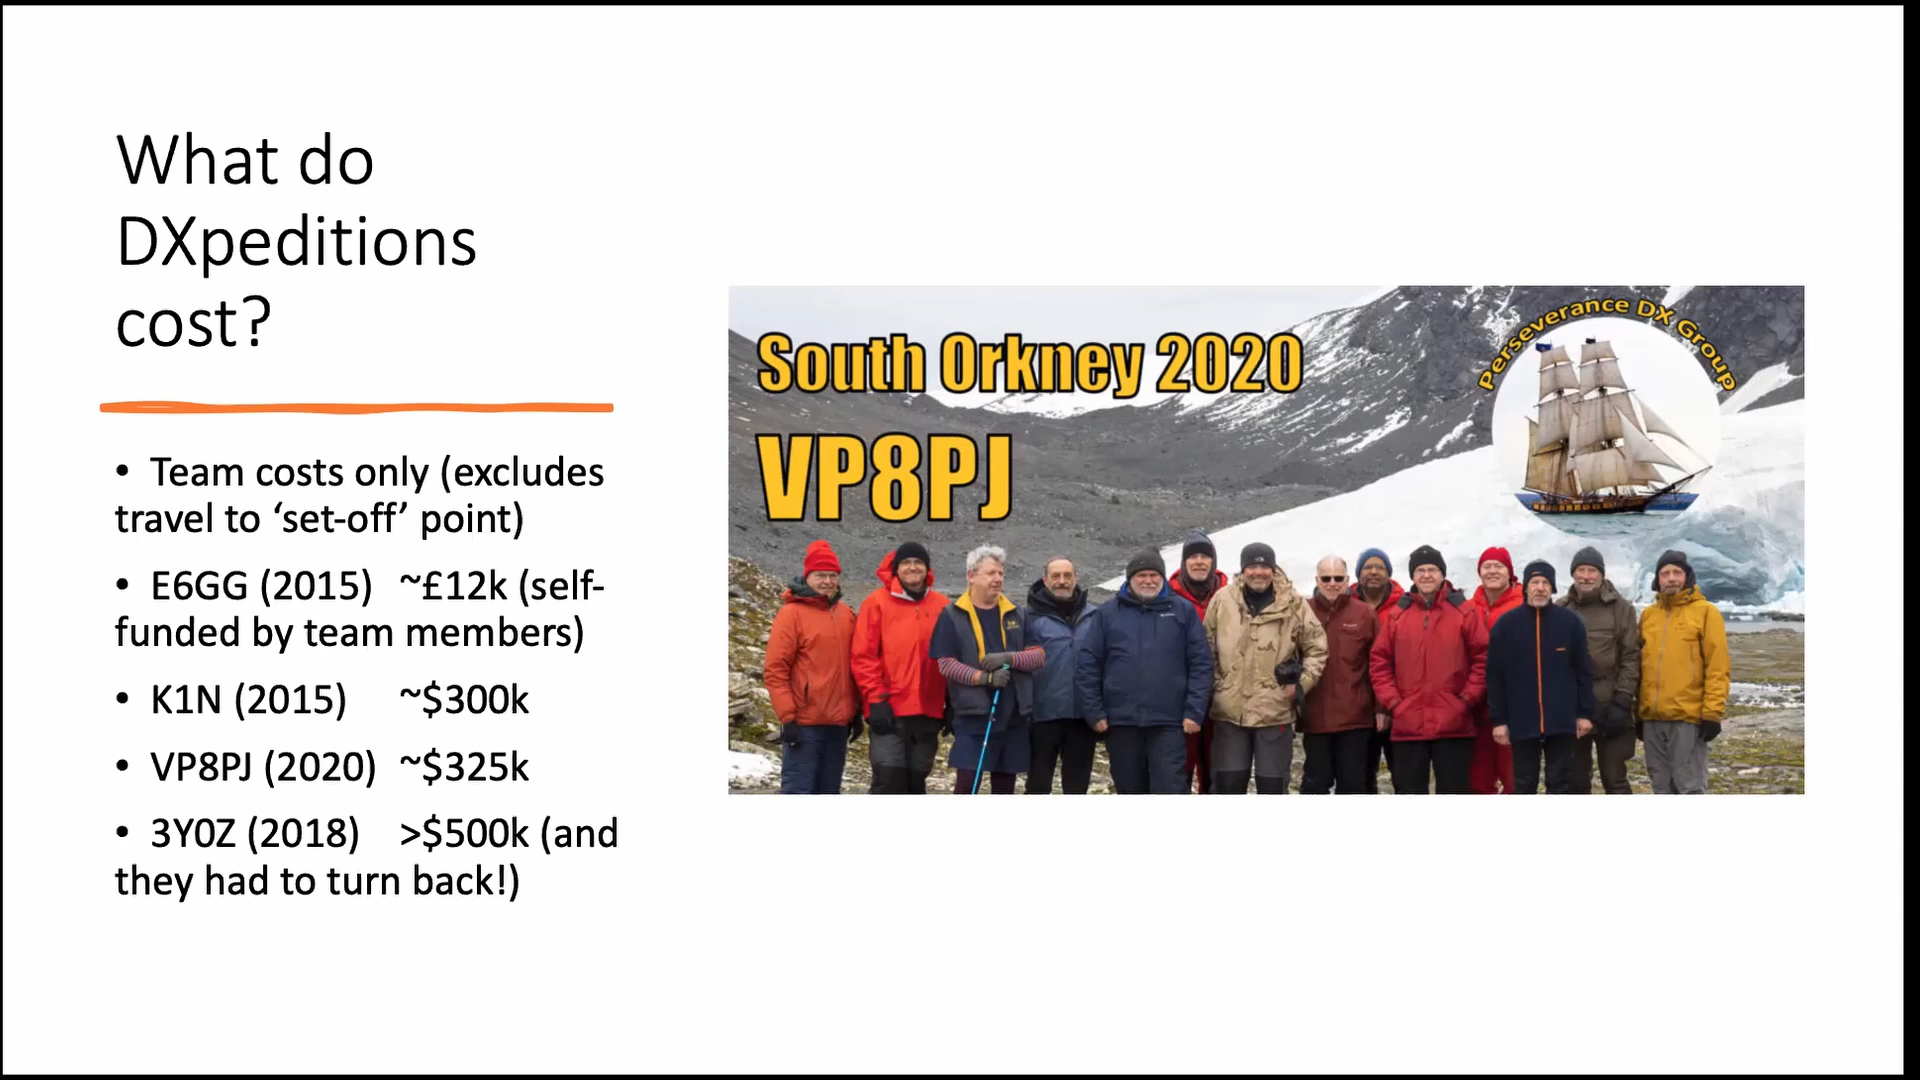 What do
DXpeditions
cost?
• Team costs only (excludes
travel to ‘set-off’ point)
• E6GG (2015) ~£12k (self-
funded by team members)
• K1N (2015) ~$300k
• VP8PJ (2020) ~$325k
• 3Y0Z (2018) >$500k (and
they had to turn back!)
South Orkney 2020
VP8PJ
Perseverance DX Group